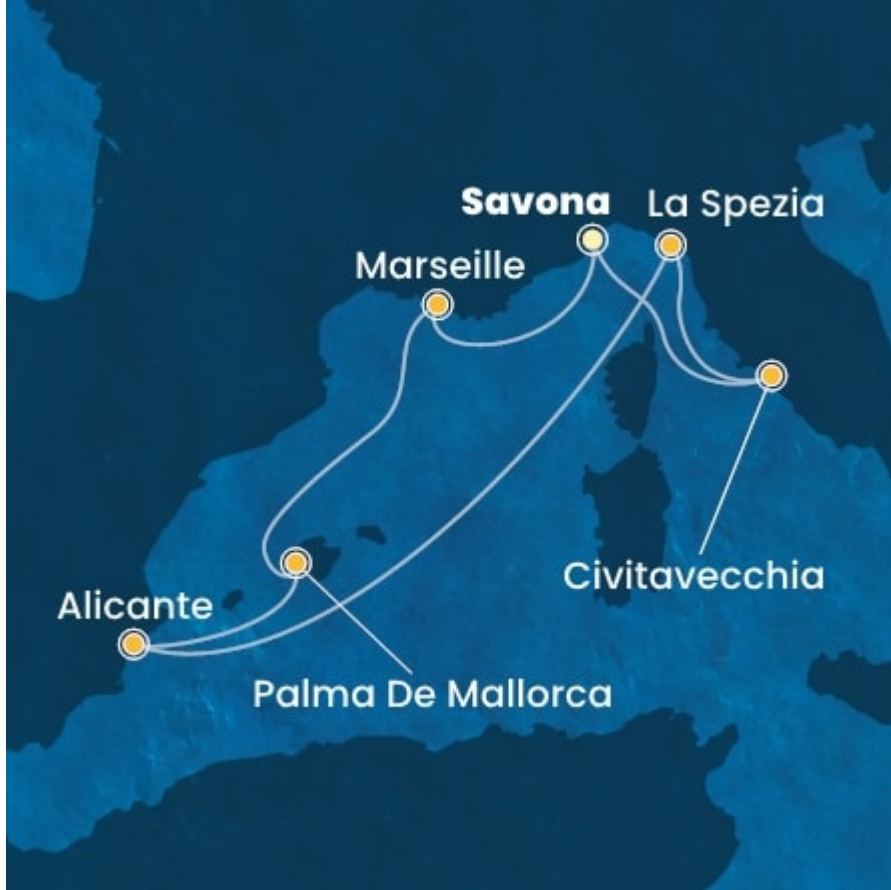 Savona
La Spezia
Marseille
Civitavecchia
Alicante
Palma De Mallorca